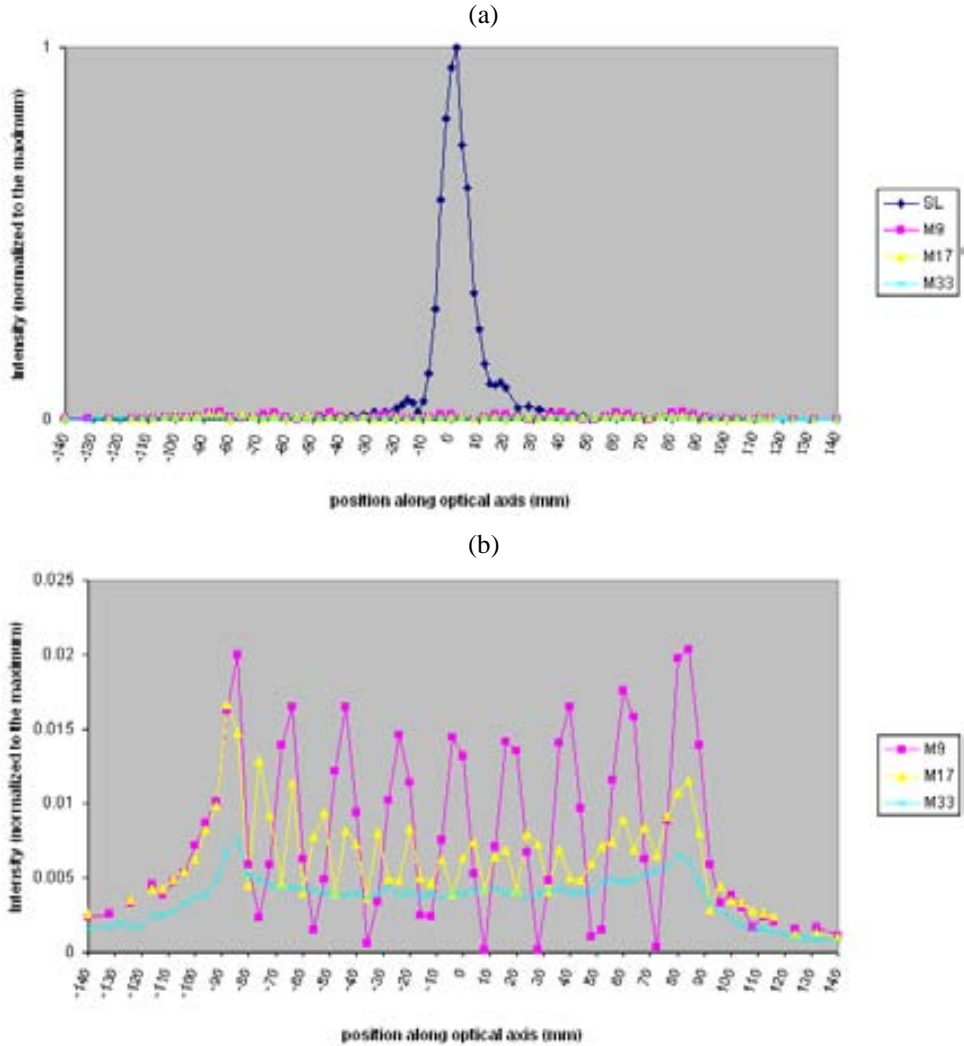 (a)
Intensity (normalized to the maximum)
1
0
-140 -130 -120 -110 -100 -90 -80 -70 -60 -50 -40 -30 -20 -10 0 10 20 30 40 50 60 70 80 90 100 110 120 130 140
position along optical axis (mm)
SL
M9
M17
M33
(b)
Intensity (normalized to the maximum)
0.025
0.02
0.015
0.01
0.005
0
-140 -130 -120 -110 -100 -90 -80 -70 -60 -50 -40 -30 -20 -10 0 10 20 30 40 50 60 70 80 90 100 110 120 130 140
position along optical axis (mm)
M9
M17
M33